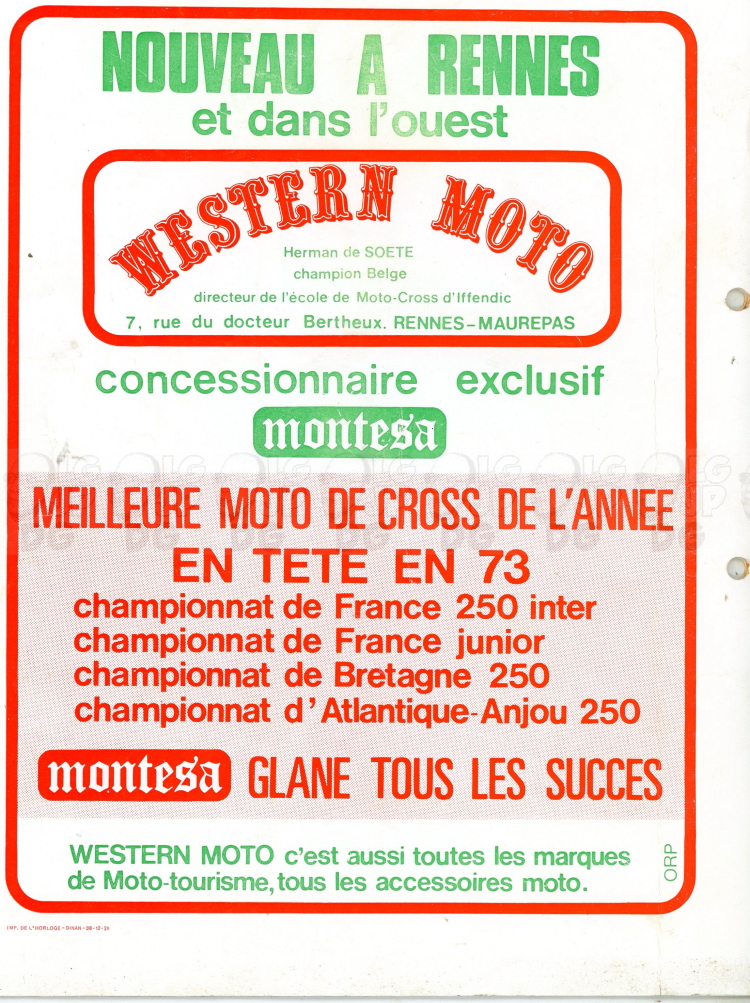 NOUVEAU A RENNES
et dans l'ouest
WESTERN MOTO
Herman de SOETE
champion Belge
directeur de l'école de Moto-Cross d'Iffendic
7, rue du docteur Bertheux. RENNES-MAUREPAS
concessionnaire exclusif
montesa
MEILLEURE MOTO DE CROSS DE L'ANNEE
EN TETE EN 73
championnat de France 250 inter
championnat de France junior
championnat de Bretagne 250
championnat d'Atlantique-Anjou 250
montesa GLANE TOUS LES SUCCES
WESTERN MOTO c'est aussi toutes les marques
de Moto-tourisme, tous les accessoires moto.
ORP
IMP. DE L'HORLOGE - DINAN -